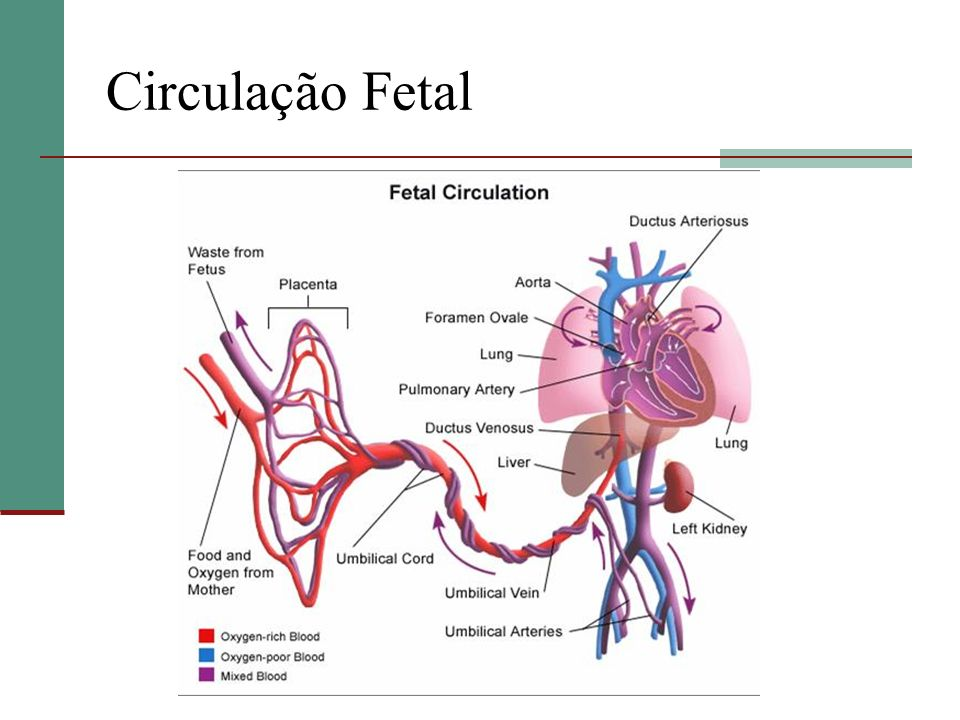 Circulação Fetal
Fetal Circulation
Ductus Arteriosus
Waste from
Fetus
Placenta
Aorta
Foramen Ovale
Lung
Pulmonary Artery
Ductus Venosus
Lung
Liver
Left Kidney
Food and
Oxygen from
Mother
Umbilical Cord
Umbilical Vein
Umbilical Arteries
Oxygen-rich Blood
Oxygen-poor Blood
Mixed Blood